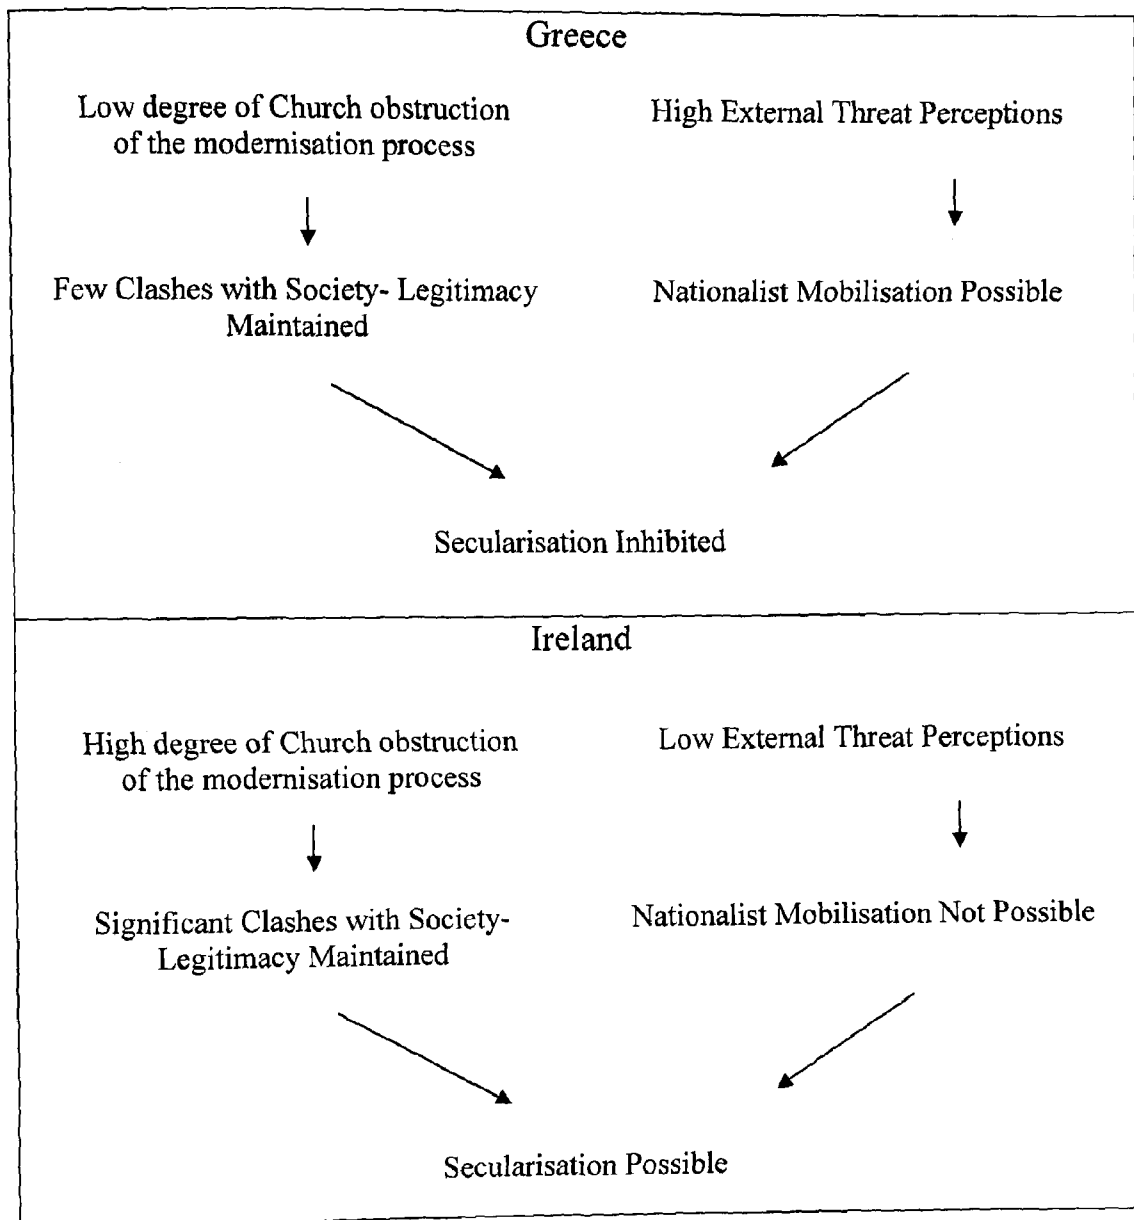 Greece
Low degree of Church obstruction
of the modernisation process
High External Threat Perceptions
Few Clashes with Society- Legitimacy
Maintained
Nationalist Mobilisation Possible
Secularisation Inhibited
Ireland
High degree of Church obstruction
of the modernisation process
Low External Threat Perceptions
Significant Clashes with Society-
Legitimacy Maintained
Nationalist Mobilisation Not Possible
Secularisation Possible